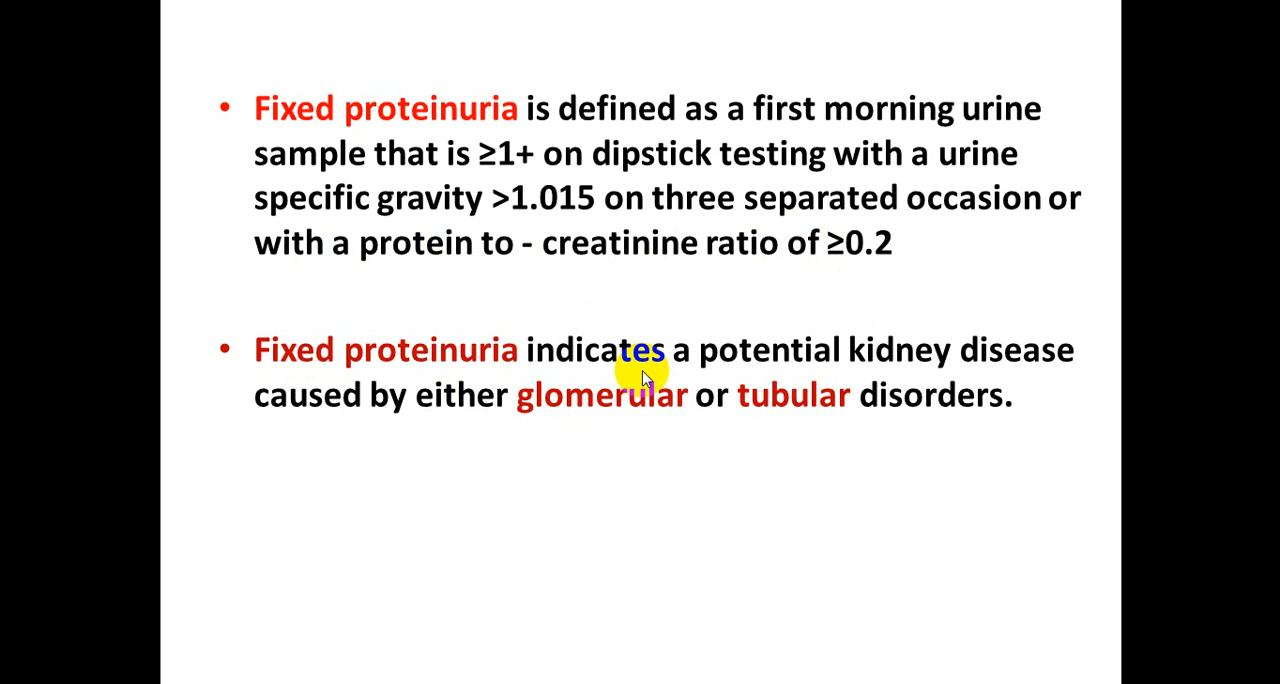 • Fixed proteinuria is defined as a first morning urine
sample that is ≥1+ on dipstick testing with a urine
specific gravity >1.015 on three separated occasion or
with a protein to - creatinine ratio of ≥0.2
• Fixed proteinuria indicates a potential kidney disease
caused by either glomerular or tubular disorders.